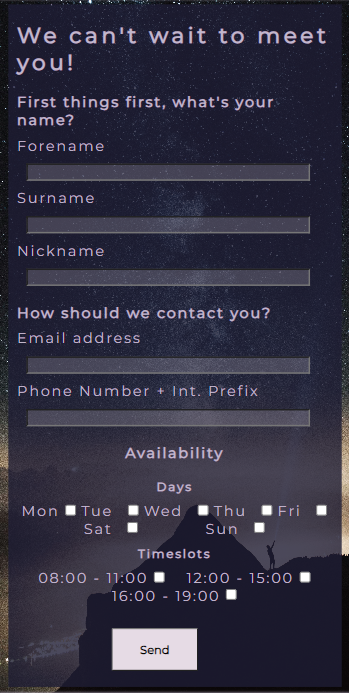 We can't wait to meet
you!
First things first, what's your
name?
Forename
Surname
Nickname
How should we contact you?
Email address
Phone Number + Int. Prefix
Availability
Days
Mon Tue Wed Thu Fri
Sat Sun
Timeslots
08:00 - 11:00 12:00 - 15:00
16:00 - 19:00
Send